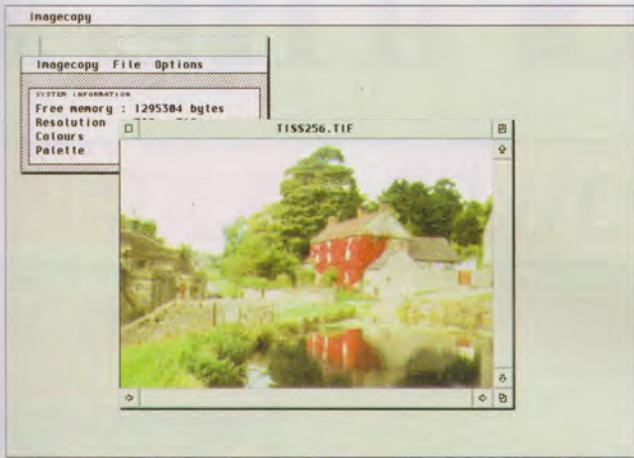 Imagecopy
Imagecopy File Options
SYSTEM INFORMATION
Free memory : 1295304 bytes
Resolution
Colours
Palette
TISS256.TIF